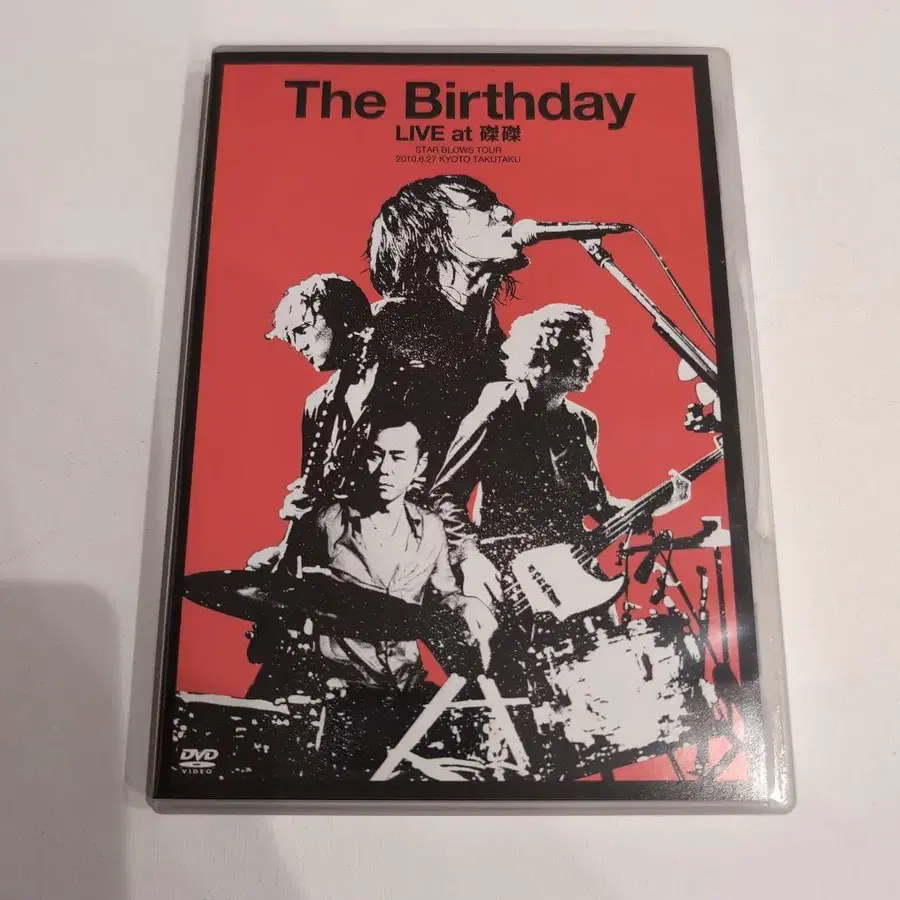 The Birthday
LIVE at 磔磔
STAR BLOWS TOUR
2010.6.27 KYOTO TAKUTAKU
DVD
VIDEO